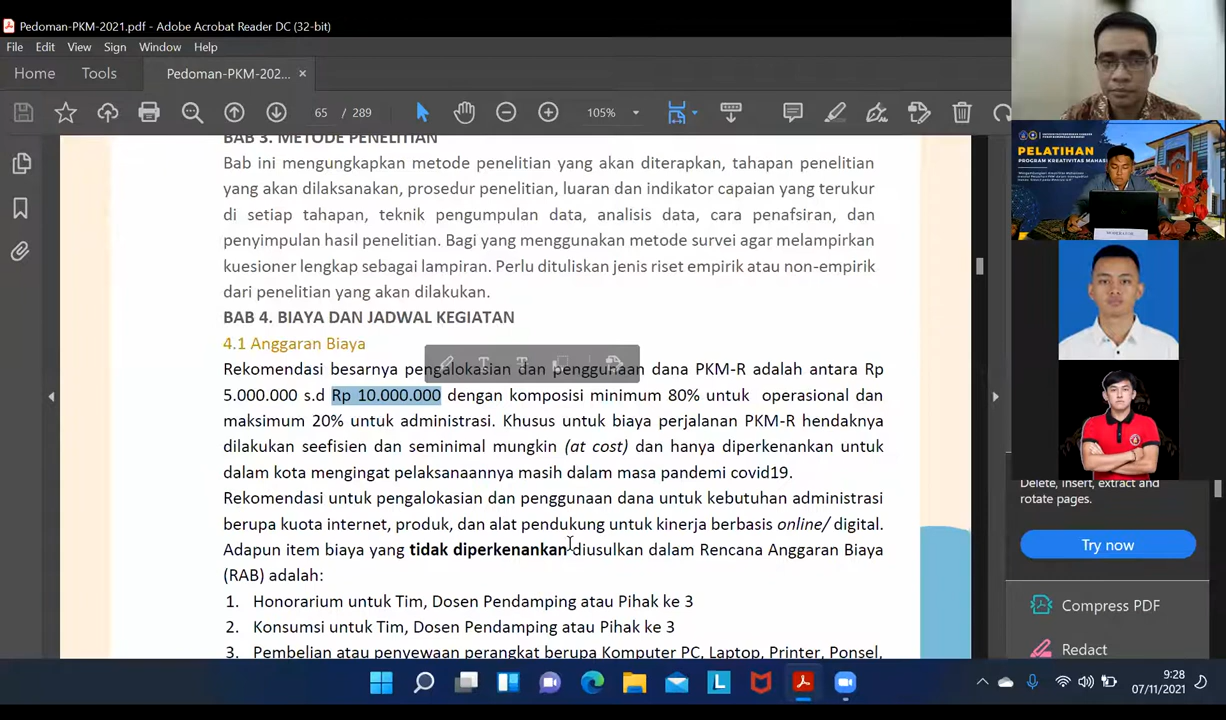 Pedoman-PKM-2021.pdf - Adobe Acrobat Reader DC (32-bit)
File Edit View Sign Window Help
Home Tools Pedoman-PKM-202... ×
65 / 289 105%
BAB 3. METODE PENELITIAN
Bab ini mengungkapkan metode penelitian yang akan diterapkan, tahapan penelitian
yang akan dilaksanakan, prosedur penelitian, luaran dan indikator capaian yang terukur
di setiap tahapan, teknik pengumpulan data, analisis data, cara penafsiran, dan
penyimpulan hasil penelitian. Bagi yang menggunakan metode survei agar melampirkan
kuesioner lengkap sebagai lampiran. Perlu dituliskan jenis riset empirik atau non-empirik
dari penelitian yang akan dilakukan.
BAB 4. BIAYA DAN JADWAL KEGIATAN
4.1 Anggaran Biaya
Rekomendasi besarnya pengalokasian dan penggunaan dana PKM-R adalah antara Rp
5.000.000 s.d Rp 10.000.000 dengan komposisi minimum 80% untuk operasional dan
maksimum 20% untuk administrasi. Khusus untuk biaya perjalanan PKM-R hendaknya
dilakukan seefisien dan seminimal mungkin (at cost) dan hanya diperkenankan untuk
dalam kota mengingat pelaksanaannya masih dalam masa pandemi covid19.
Rekomendasi untuk pengalokasian dan penggunaan dana untuk kebutuhan administrasi
berupa kuota internet, produk, dan alat pendukung untuk kinerja berbasis online/ digital.
Adapun item biaya yang tidak diperkenankan diusulkan dalam Rencana Anggaran Biaya
(RAB) adalah:
1. Honorarium untuk Tim, Dosen Pendamping atau Pihak ke 3
2. Konsumsi untuk Tim, Dosen Pendamping atau Pihak ke 3
3. Pembelian atau penyewaan perangkat berupa Komputer PC, Laptop, Printer, Ponsel,
PELATIHAN
PROGRAM KREATIVITAS MAHAS
Delete, insert, extract and
rotate pages.
Try now
Compress PDF
Redact
9:28
07/11/2021